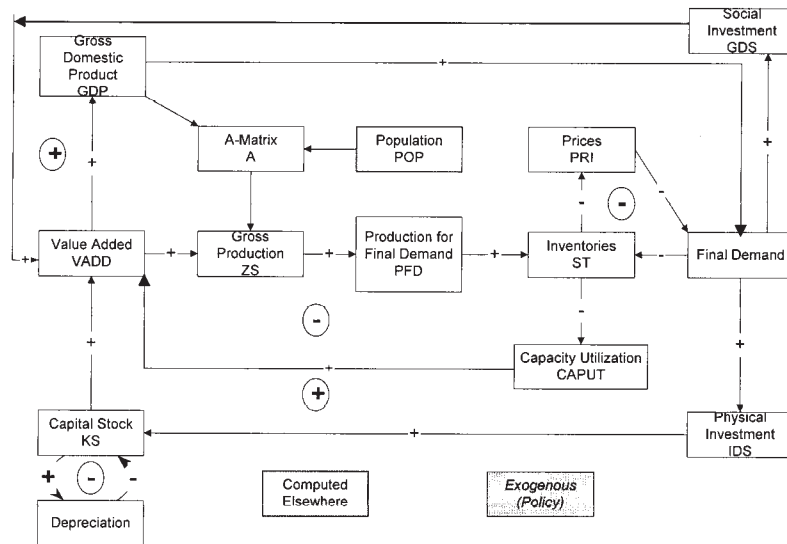 Social
Investment
GDS
Gross
Domestic
Product
GDP
+
+
+
+
A-Matrix
A
Population
POP
Prices
PRI
-
-
-
+
Value Added
VADD
+
Gross
Production
ZS
+
Production for
Final Demand
PFD
+
Inventories
ST
-
Final Demand
-
-
+
+
Capacity Utilization
CAPUT
+
+
Capital Stock
KS
+
Physical
Investment
IDS
+
-
-
Computed
Elsewhere
Exogenous
(Policy)
Depreciation